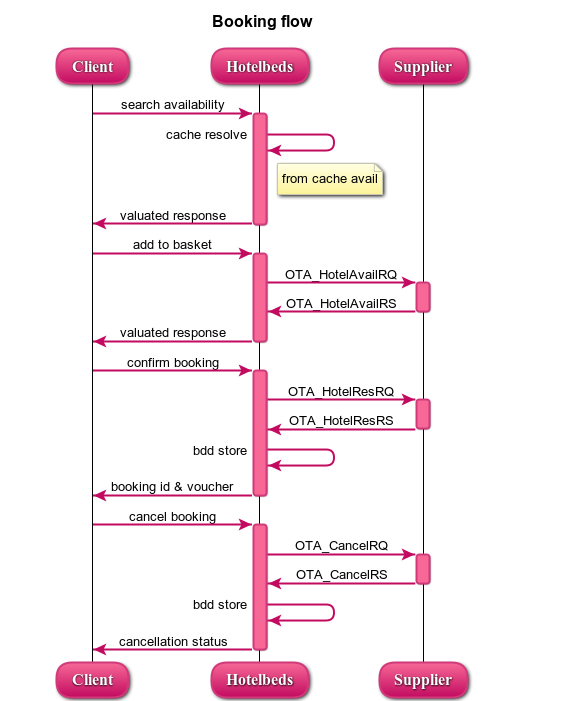 Booking flow
Client
Hotelbeds
Supplier
search availability
cache resolve
from cache avail
valuated response
add to basket
OTA_HotelAvailRQ
OTA_HotelAvailRS
valuated response
confirm booking
OTA_HotelResRQ
OTA_HotelResRS
bdd store
booking id & voucher
cancel booking
OTA_CancelRQ
OTA_CancelRS
bdd store
cancellation status
Client
Hotelbeds
Supplier